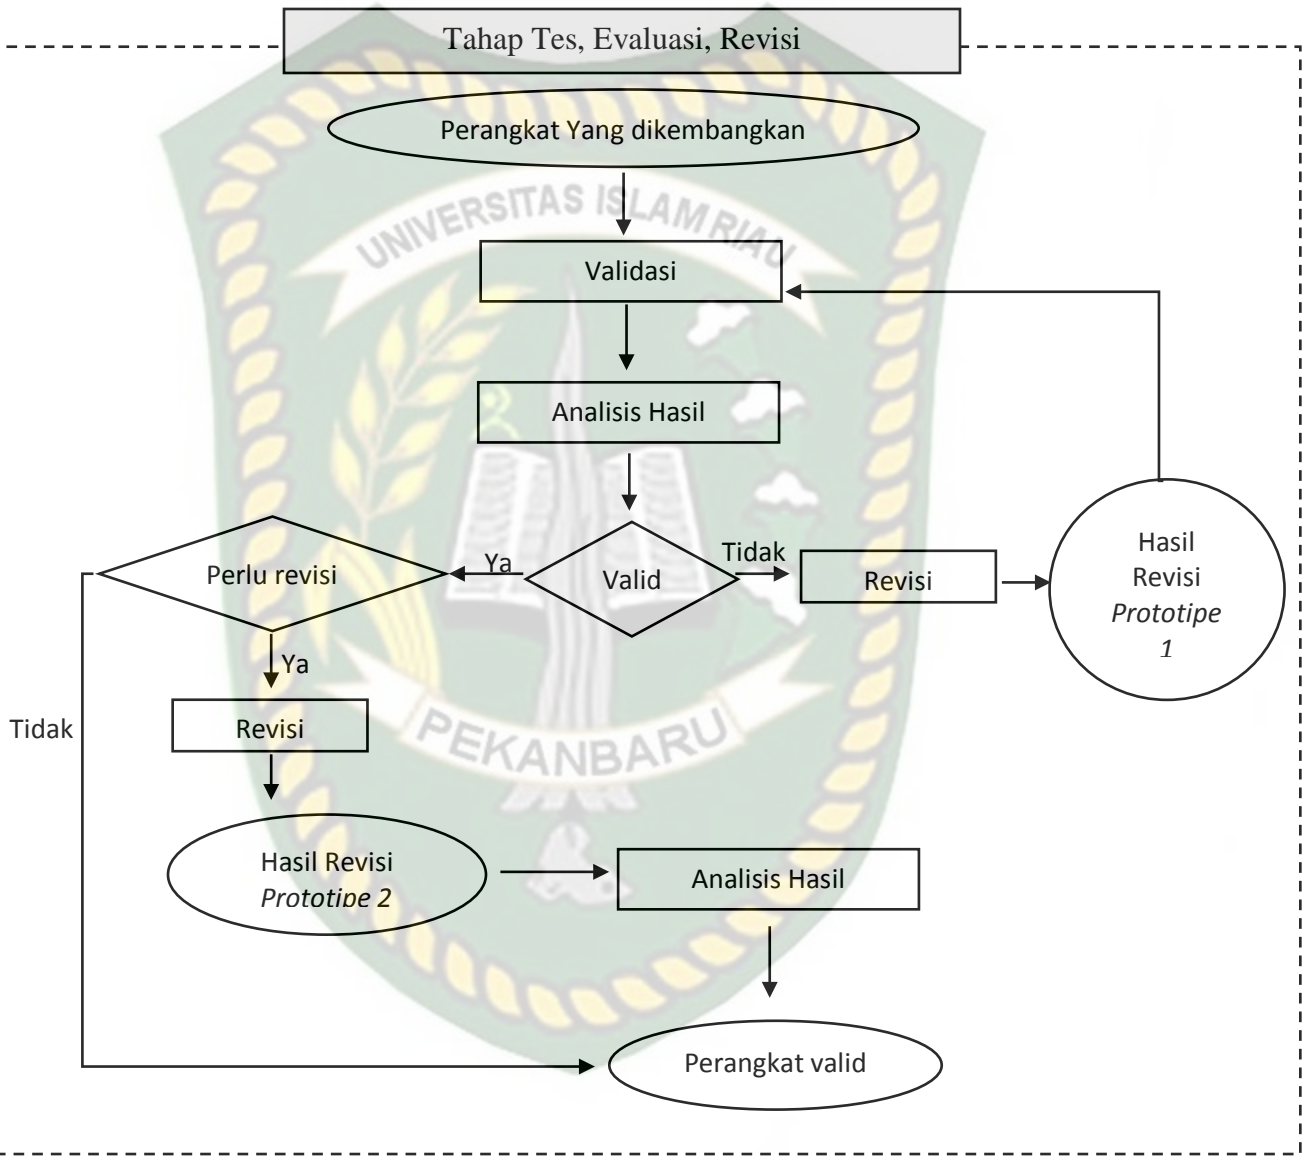 Tahap Tes, Evaluasi, Revisi
Perangkat Yang dikembangkan
UNIVERSITAS ISLAM RIAU
Validasi
Analisis Hasil
Valid
Tidak
Revisi
Hasil
Revisi
Prototipe
1
Ya
Perlu revisi
Ya
Revisi
Tidak
PEKANBARU
Hasil Revisi
Prototipe 2
Analisis Hasil
Perangkat valid